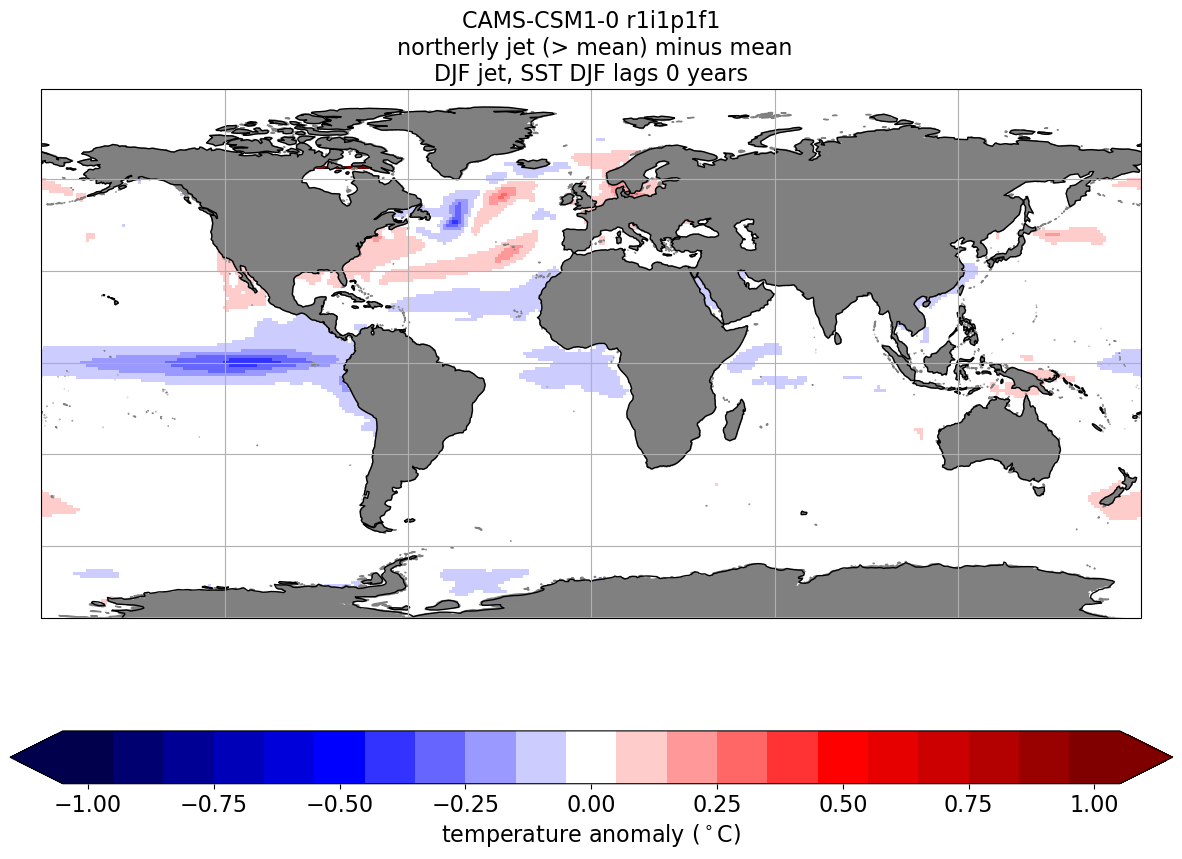 CAMS-CSM1-0 r1i1p1f1
northerly jet (> mean) minus mean
DJF jet, SST DJF lags 0 years
−1.00 −0.75 −0.50 −0.25 0.00 0.25 0.50 0.75 1.00
temperature anomaly (°C)